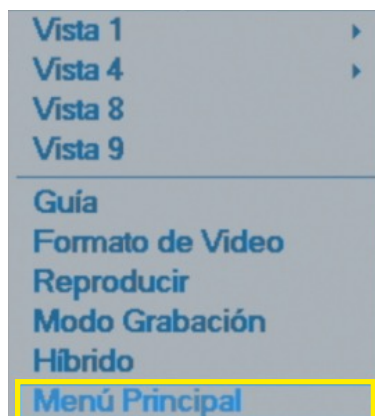 Vista 1
Vista 4
Vista 8
Vista 9
Guía
Formato de Video
Reproducir
Modo Grabación
Híbrido
Menú Principal